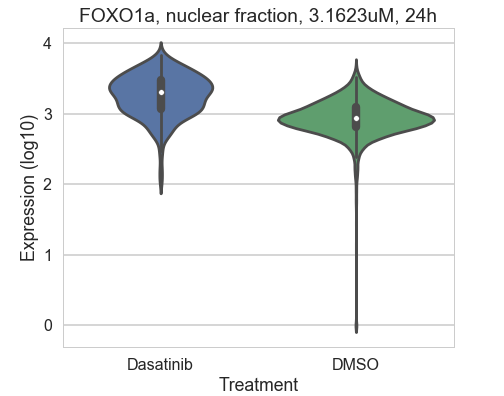 FOXO1a, nuclear fraction, 3.1623uM, 24h
Expression (log10)
4
3
2
1
0
Dasatinib
DMSO
Treatment